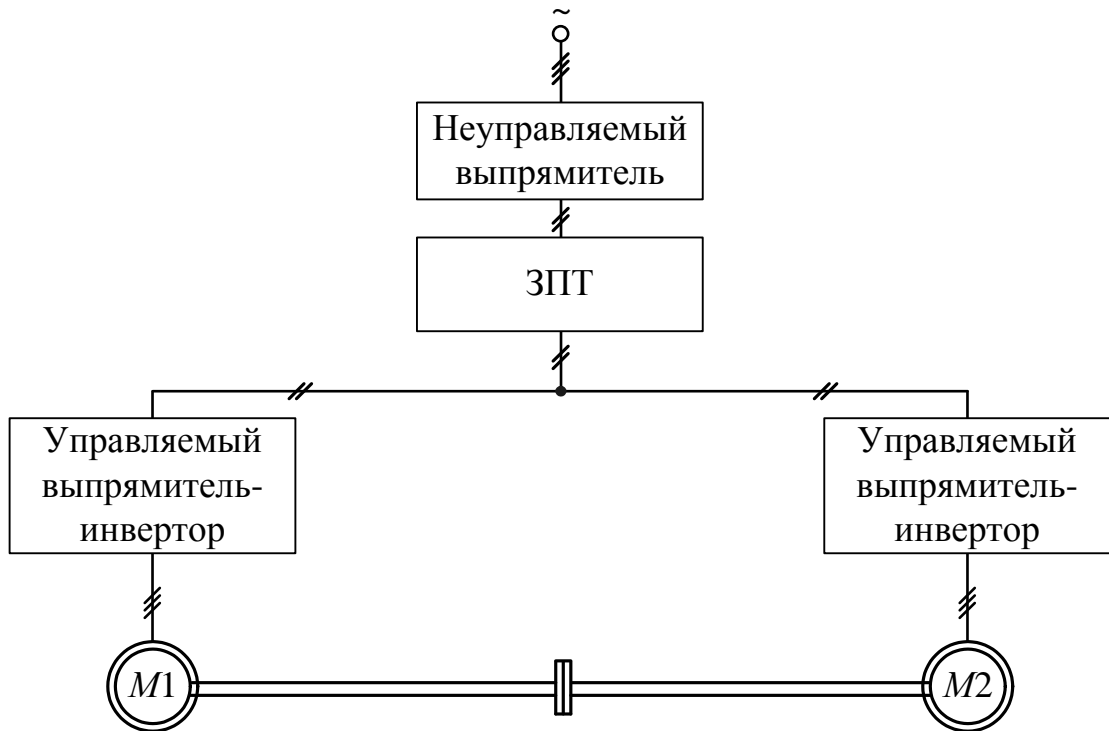 ~
Неуправляемый
выпрямитель
ЗПТ
Управляемый
выпрямитель-
инвертор
Управляемый
выпрямитель-
инвертор
M1
M2